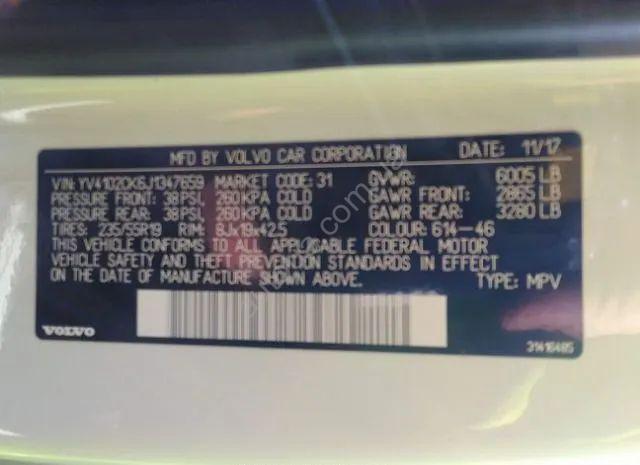 MFD BY VOLVO CAR CORPORATION DATE: 11/17
VIN: YV4102CK6J1347659 MARKET CODE: 31 GVWR: 6005 LB
PRESSURE FRONT: 38 PSI, 260 KPA COLD GAWR FRONT: 2865 LB
PRESSURE REAR: 38 PSI, 260 KPA COLD GAWR REAR: 3280 LB
TIRES: 235/55R19 RIM: 8Jx19x42.5 COLOUR: 614-46
THIS VEHICLE CONFORMS TO ALL APPLICABLE FEDERAL MOTOR
VEHICLE SAFETY AND THEFT PREVENTION STANDARDS IN EFFECT
ON THE DATE OF MANUFACTURE SHOWN ABOVE. TYPE: MPV
VOLVO 31416485